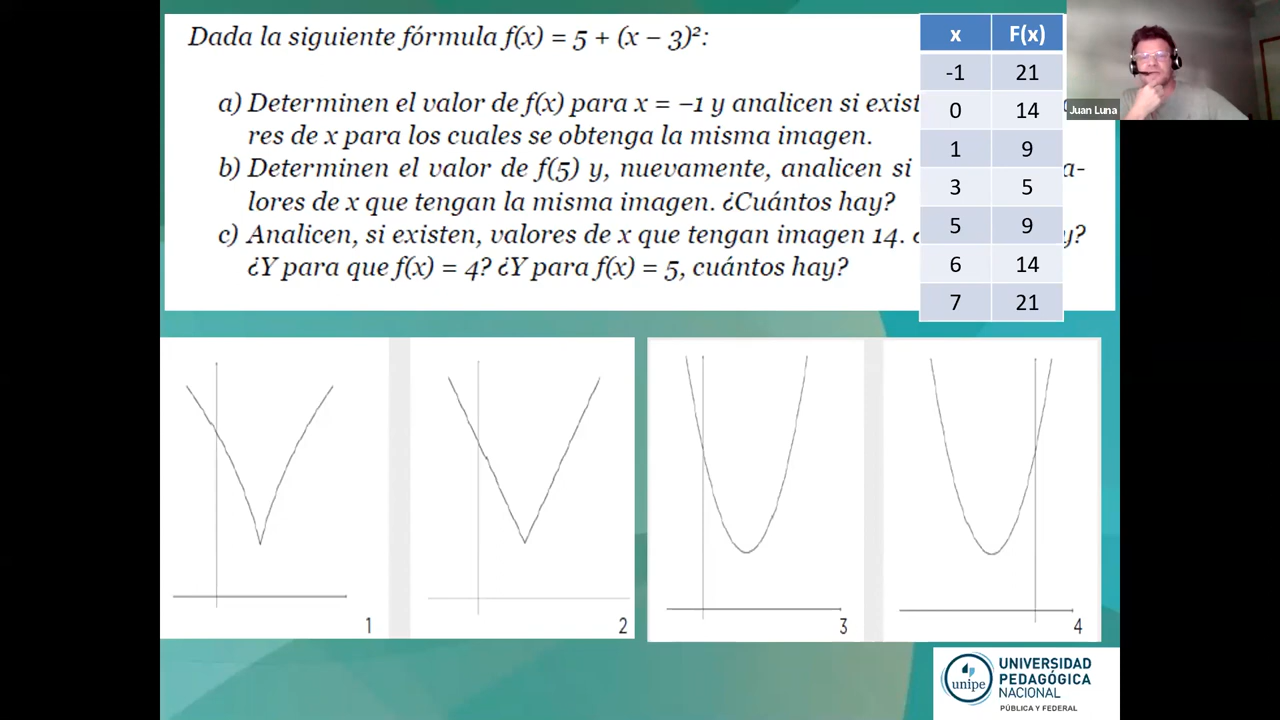 Dada la siguiente fórmula f(x) = 5 + (x − 3)²:
a) Determinen el valor de f(x) para x = −1 y analicen si exist
res de x para los cuales se obtenga la misma imagen.
b) Determinen el valor de f(5) y, nuevamente, analicen si a-
lores de x que tengan la misma imagen. ¿Cuántos hay?
c) Analicen, si existen, valores de x que tengan imagen 14. y?
¿Y para que f(x) = 4? ¿Y para f(x) = 5, cuántos hay?
x F(x)
-1 21
0 14
1 9
3 5
5 9
6 14
7 21
Juan Luna
1
2
3
4
unipe
UNIVERSIDAD
PEDAGÓGICA
NACIONAL
PÚBLICA Y FEDERAL